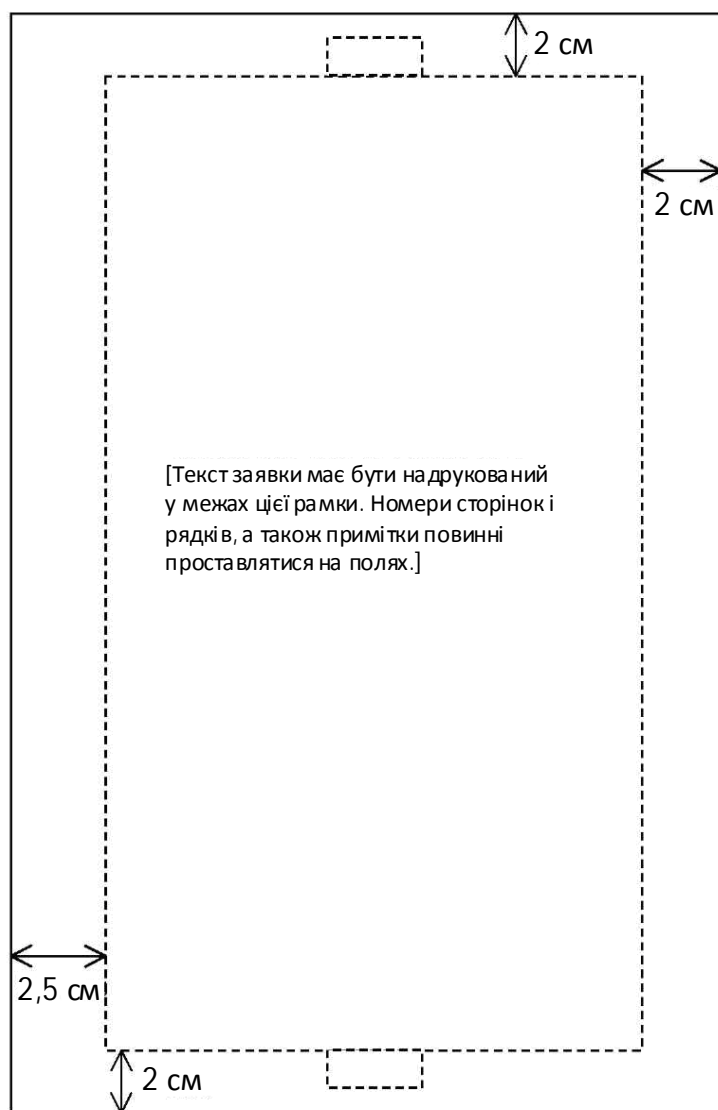 2 см
2 см
[Текст заявки має бути надрукований
у межах цієї рамки. Номери сторінок і
рядків, а також примітки повинні
проставлятися на полях.]
2,5 см
2 см